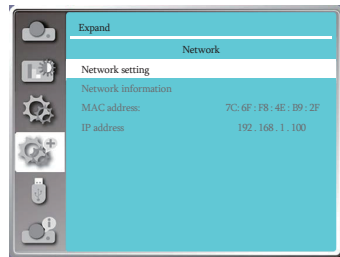 Expand
Network
Network setting
Network information
MAC address: 7C: 6F : F8 : 4E : B9 : 2F
IP address 192 . 168 . 1 . 100